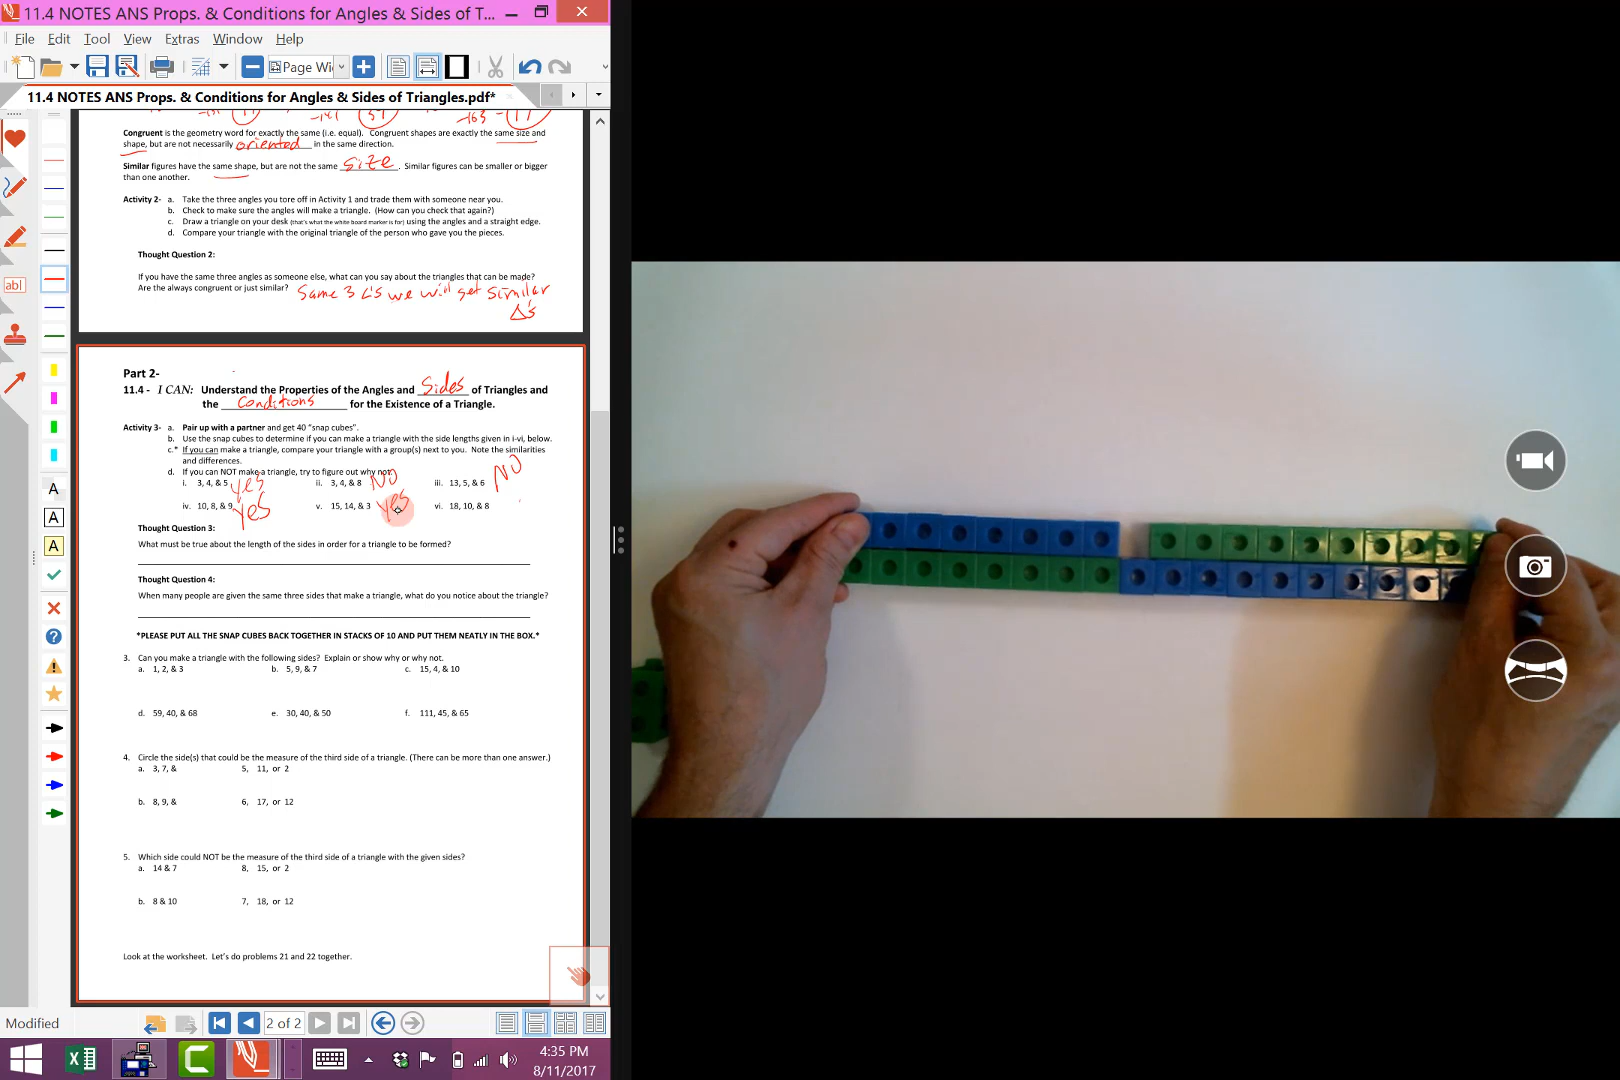 11.4 NOTES ANS Props. & Conditions for Angles & Sides of T...
File Edit Tool View Extras Window Help
Page Wi
11.4 NOTES ANS Props. & Conditions for Angles & Sides of Triangles.pdf*
Congruent is the geometry word for exactly the same (i.e. equal). Congruent shapes are exactly the same size and
shape, but are not necessarily oriented in the same direction.
Similar figures have the same shape, but are not the same size. Similar figures can be smaller or bigger
than one another.
Activity 2- a. Take the three angles you tore off in Activity 1 and trade them with someone near you.
b. Check to make sure the angles will make a triangle. (How can you check that again?)
c. Draw a triangle on your desk (that's what the white board marker is for) using the angles and a straight edge.
d. Compare your triangle with the original triangle of the person who gave you the pieces.
Thought Question 2:
If you have the same three angles as someone else, what can you say about the triangles that can be made?
Are the always congruent or just similar? Same 3 ∠'s we will get similar
Δ's
Part 2-
11.4 - I CAN: Understand the Properties of the Angles and Sides of Triangles and
the Conditions for the Existence of a Triangle.
Activity 3- a. Pair up with a partner and get 40 "snap cubes".
b. Use the snap cubes to determine if you can make a triangle with the side lengths given in i-vi, below.
c.* If you can make a triangle, compare your triangle with a group(s) next to you. Note the similarities
and differences.
d. If you can NOT make a triangle, try to figure out why not.
i. 3, 4, & 5 yes ii. 3, 4, & 8 NO iii. 13, 5, & 6 NO
iv. 10, 8, & 9 yes v. 15, 14, & 3 yes vi. 18, 10, & 8
Thought Question 3:
What must be true about the length of the sides in order for a triangle to be formed?
Thought Question 4:
When many people are given the same three sides that make a triangle, what do you notice about the triangle?
*PLEASE PUT ALL THE SNAP CUBES BACK TOGETHER IN STACKS OF 10 AND PUT THEM NEATLY IN THE BOX.*
3. Can you make a triangle with the following sides? Explain or show why or why not.
a. 1, 2, & 3 b. 5, 9, & 7 c. 15, 4, & 10
d. 59, 40, & 68 e. 30, 40, & 50 f. 111, 45, & 65
4. Circle the side(s) that could be the measure of the third side of a triangle. (There can be more than one answer.)
a. 3, 7, & 5, 11, or 2
b. 8, 9, & 6, 17, or 12
5. Which side could NOT be the measure of the third side of a triangle with the given sides?
a. 14 & 7 8, 15, or 2
b. 8 & 10 7, 18, or 12
Look at the worksheet. Let's do problems 21 and 22 together.
abl
A
A
A
Modified
2 of 2
4:35 PM
8/11/2017